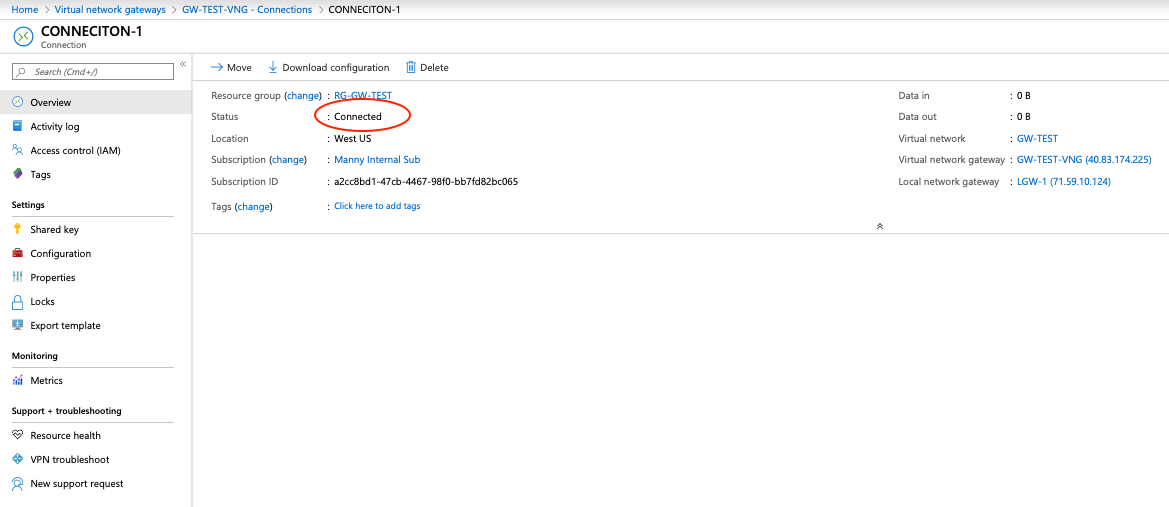 Home > Virtual network gateways > GW-TEST-VNG - Connections > CONNECITON-1
CONNECITON-1
Connection
Search (Cmd+/)
«
Overview
Activity log
Access control (IAM)
Tags
Settings
Shared key
Configuration
Properties
Locks
Export template
Monitoring
Metrics
Support + troubleshooting
Resource health
VPN troubleshoot
New support request
Move Download configuration Delete
Resource group (change) : RG-GW-TEST
Status : Connected
Location : West US
Subscription (change) : Manny Internal Sub
Subscription ID : a2cc8bd1-47cb-4467-98f0-bb7fd82bc065
Tags (change) : Click here to add tags
Data in : 0 B
Data out : 0 B
Virtual network : GW-TEST
Virtual network gateway : GW-TEST-VNG (40.83.174.225)
Local network gateway : LGW-1 (71.59.10.124)